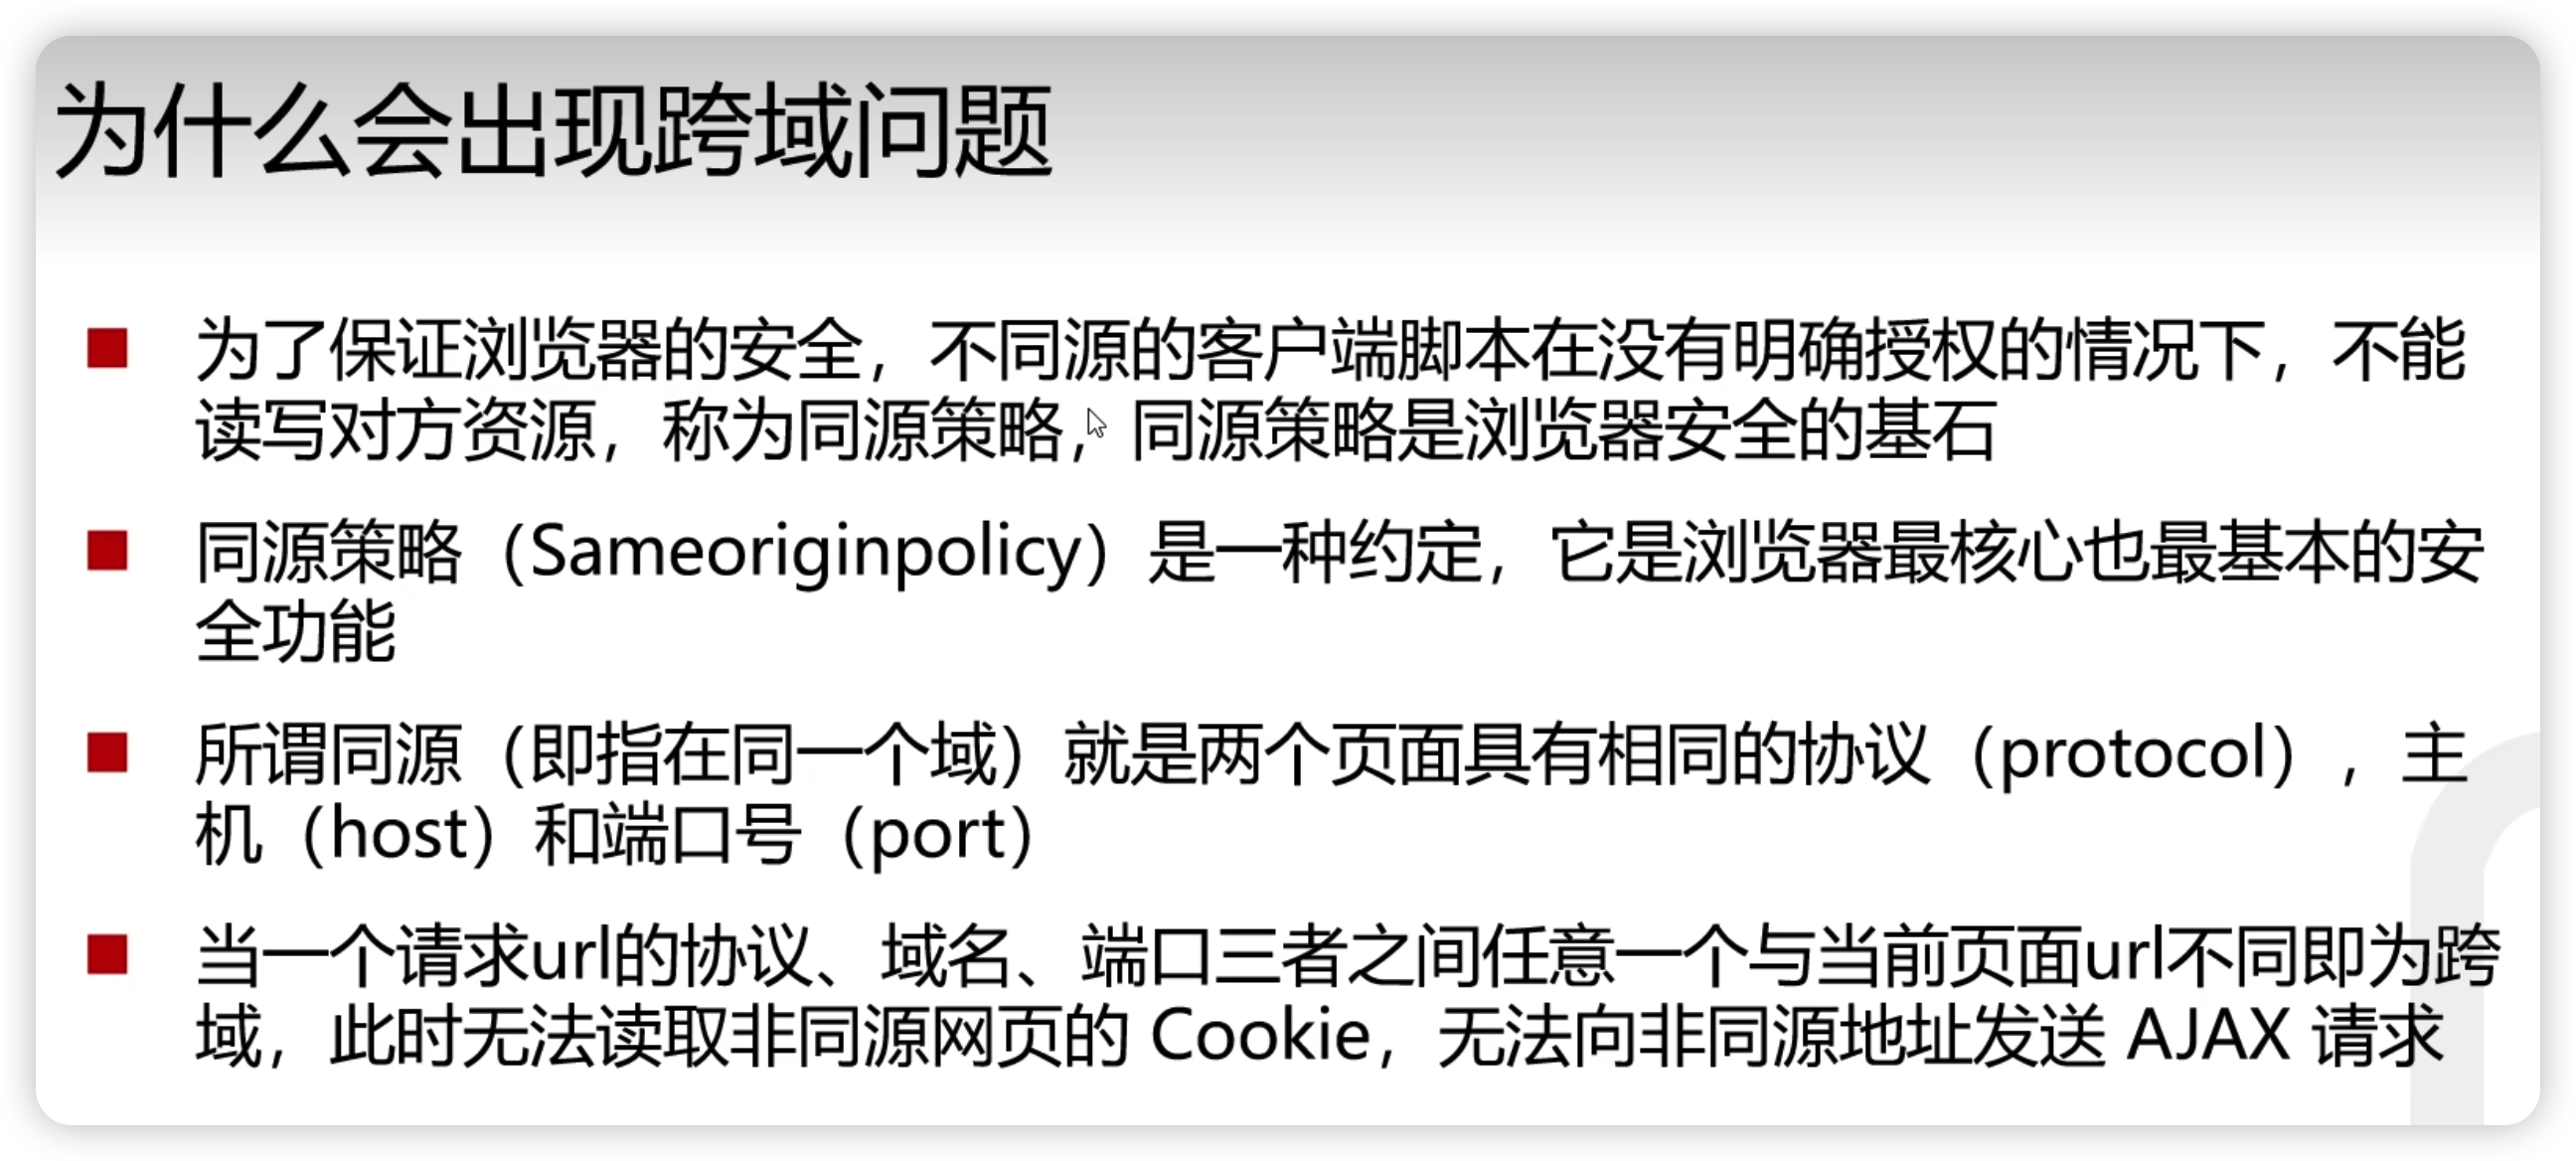 为什么会出现跨域问题
为了保证浏览器的安全，不同源的客户端脚本在没有明确授权的情况下，不能
读写对方资源，称为同源策略，同源策略是浏览器安全的基石
同源策略（Sameoriginpolicy）是一种约定，它是浏览器最核心也最基本的安
全功能
所谓同源（即指在同一个域）就是两个页面具有相同的协议（protocol），主
机（host）和端口号（port）
当一个请求url的协议、域名、端口三者之间任意一个与当前页面url不同即为跨
域，此时无法读取非同源网页的 Cookie，无法向非同源地址发送 AJAX 请求